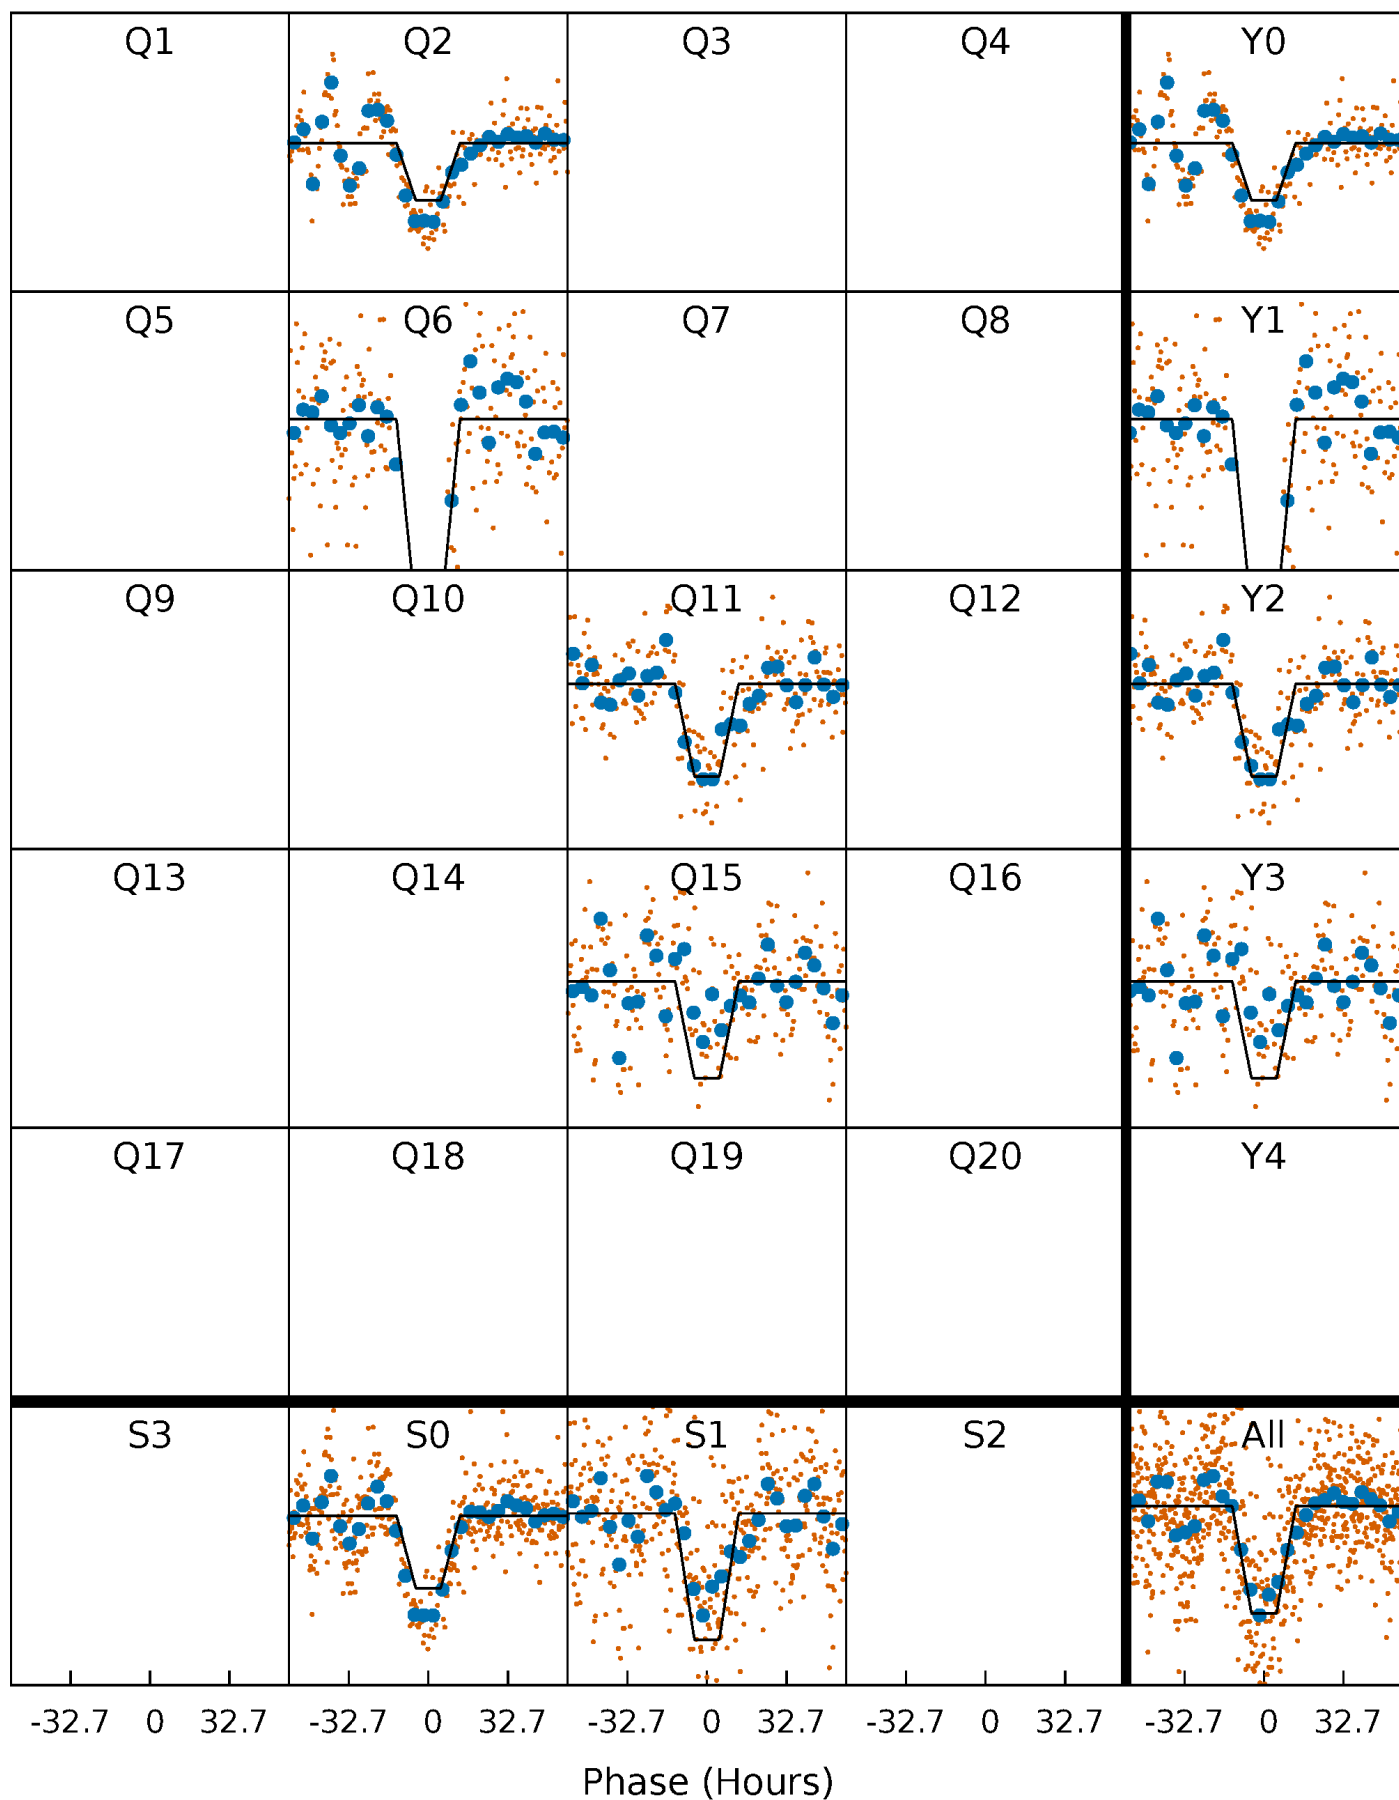 Q1 Q2 Q3 Q4 Y0
Q5 Q6 Q7 Q8 Y1
Q9 Q10 Q11 Q12 Y2
Q13 Q14 Q15 Q16 Y3
Q17 Q18 Q19 Q20 Y4
S3 S0 S1 S2 All
-32.7 0 32.7 -32.7 0 32.7 -32.7 0 32.7 -32.7 0 32.7 -32.7 0 32.7
Phase (Hours)